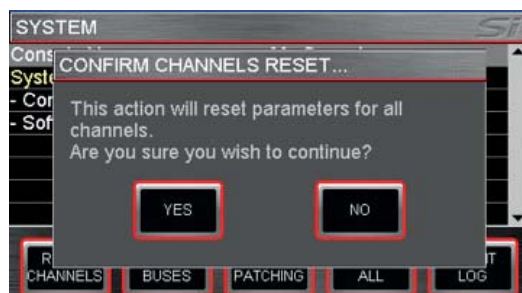 SYSTEM
Si
CONFIRM CHANNELS RESET...
This action will reset parameters for all
channels.
Are you sure you wish to continue?
YES
NO
CHANNELS
BUSES
PATCHING
ALL
LOG